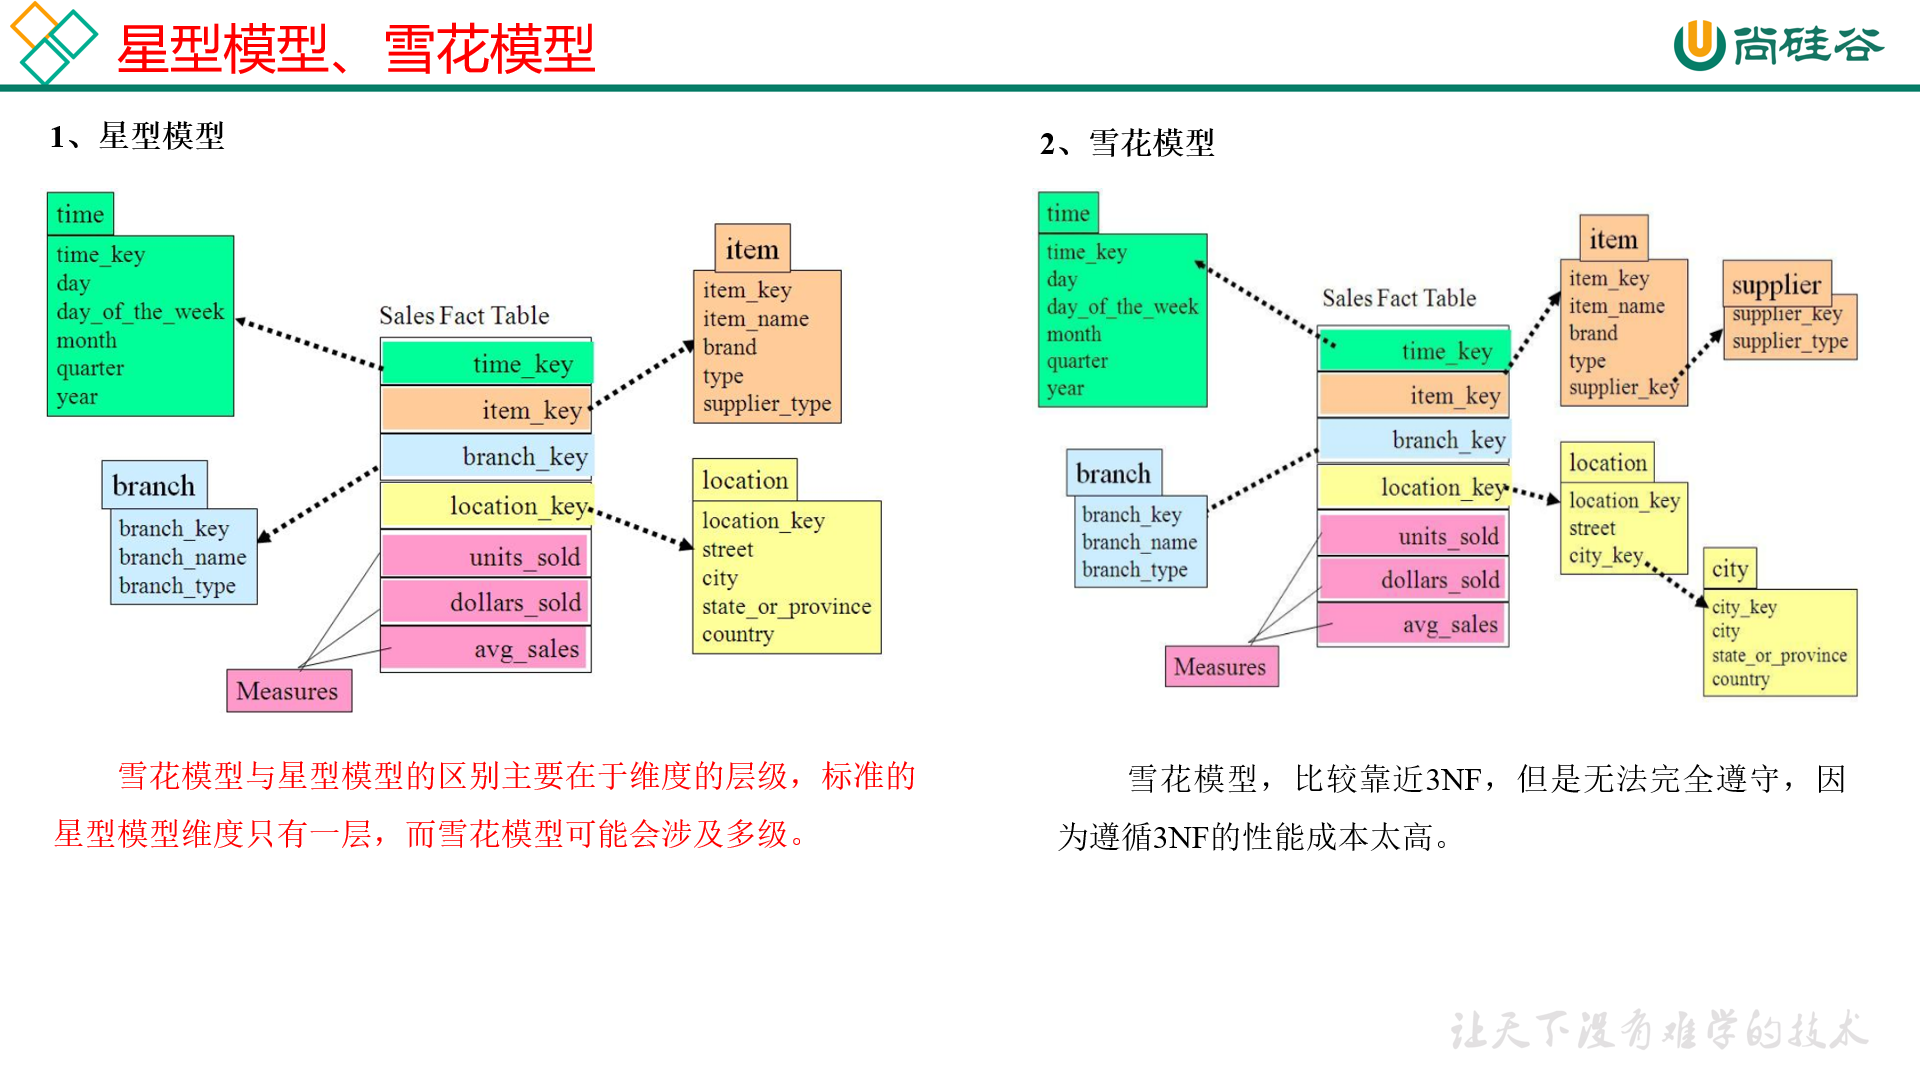 星型模型、雪花模型
尚硅谷
1、星型模型
time
time_key
day
day_of_the_week
month
quarter
year
item
item_key
item_name
brand
type
supplier_type
Sales Fact Table
time_key
item_key
branch_key
location_key
units_sold
dollars_sold
avg_sales
branch
branch_key
branch_name
branch_type
location
location_key
street
city
state_or_province
country
Measures
雪花模型与星型模型的区别主要在于维度的层级，标准的
星型模型维度只有一层，而雪花模型可能会涉及多级。
2、雪花模型
time
time_key
day
day_of_the_week
month
quarter
year
item
item_key
item_name
brand
type
supplier_key
supplier
supplier_key
supplier_type
Sales Fact Table
time_key
item_key
branch_key
location_key
units_sold
dollars_sold
avg_sales
branch
branch_key
branch_name
branch_type
location
location_key
street
city_key
city
city_key
city
state_or_province
country
Measures
雪花模型，比较靠近3NF，但是无法完全遵守，因
为遵循3NF的性能成本太高。
让天下没有难学的技术